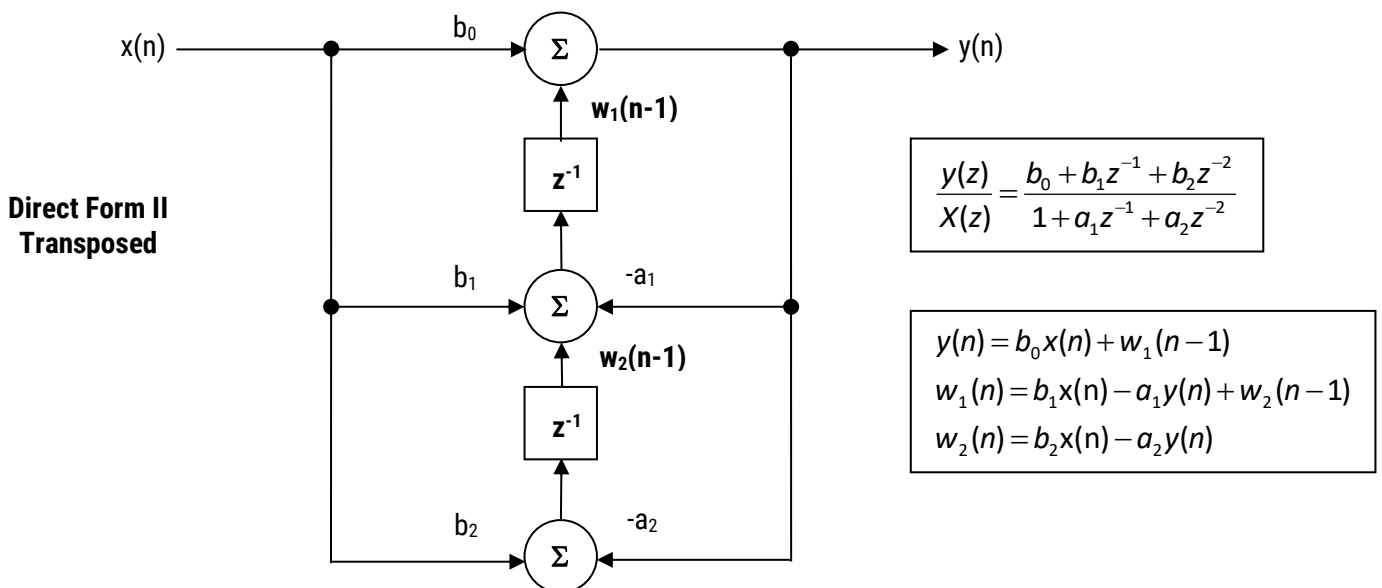 x(n) b₀ Σ y(n)
w₁(n-1)
z⁻¹
Direct Form II
Transposed
b₁ Σ -a₁
w₂(n-1)
z⁻¹
b₂ Σ -a₂
y(z)/X(z) = (b₀ + b₁z⁻¹ + b₂z⁻²)/(1 + a₁z⁻¹ + a₂z⁻²)
y(n) = b₀x(n) + w₁(n−1)
w₁(n) = b₁x(n) − a₁y(n) + w₂(n−1)
w₂(n) = b₂x(n) − a₂y(n)